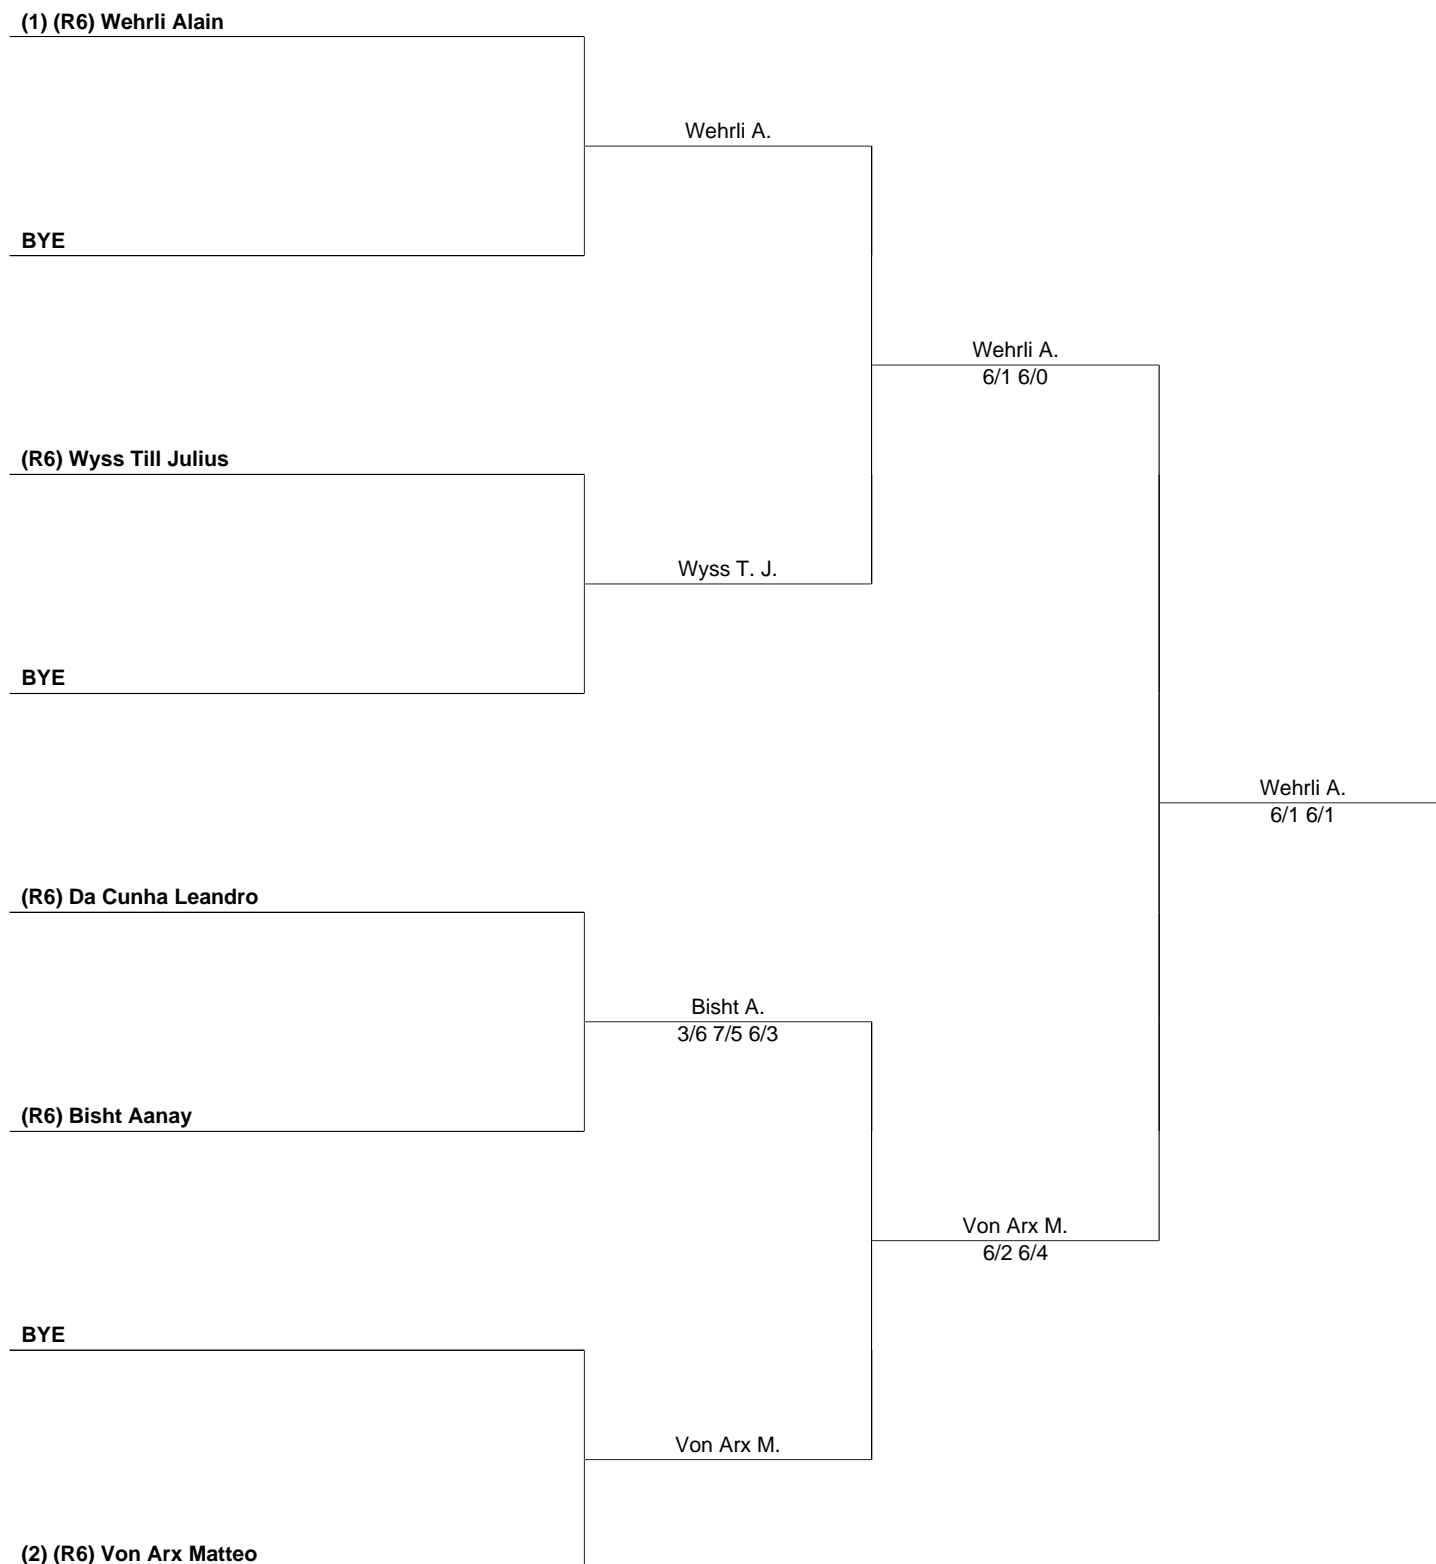 (1) (R6) Wehrli Alain
Wehrli A.
BYE
Wehrli A.
6/1 6/0
(R6) Wyss Till Julius
Wyss T. J.
BYE
Wehrli A.
6/1 6/1
(R6) Da Cunha Leandro
Bisht A.
3/6 7/5 6/3
(R6) Bisht Aanay
Von Arx M.
6/2 6/4
BYE
Von Arx M.
(2) (R6) Von Arx Matteo